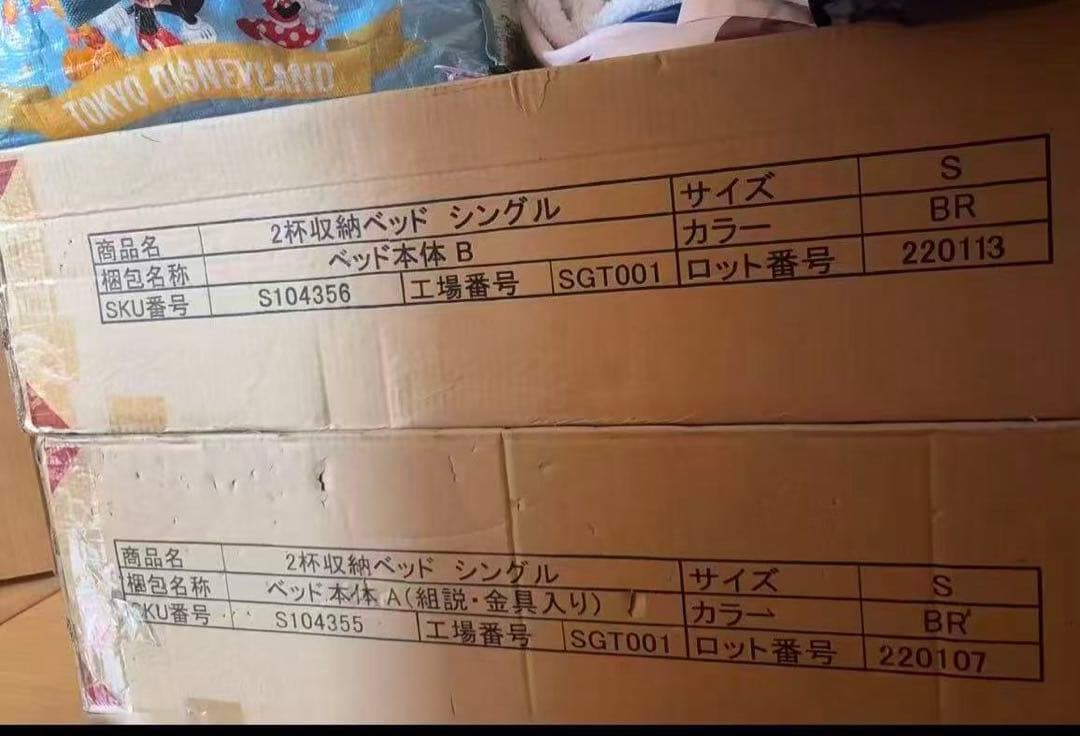 TOKYO DISNEYLAND
商品名 2杯収納ベッド シングル サイズ S
梱包名称 ベッド本体 B カラー BR
SKU番号 S104356 工場番号 SGT001 ロット番号 220113
商品名 2杯収納ベッド シングル サイズ S
梱包名称 ベッド本体 A(組説・金具入り) カラー BR
SKU番号 S104355 工場番号 SGT001 ロット番号 220107